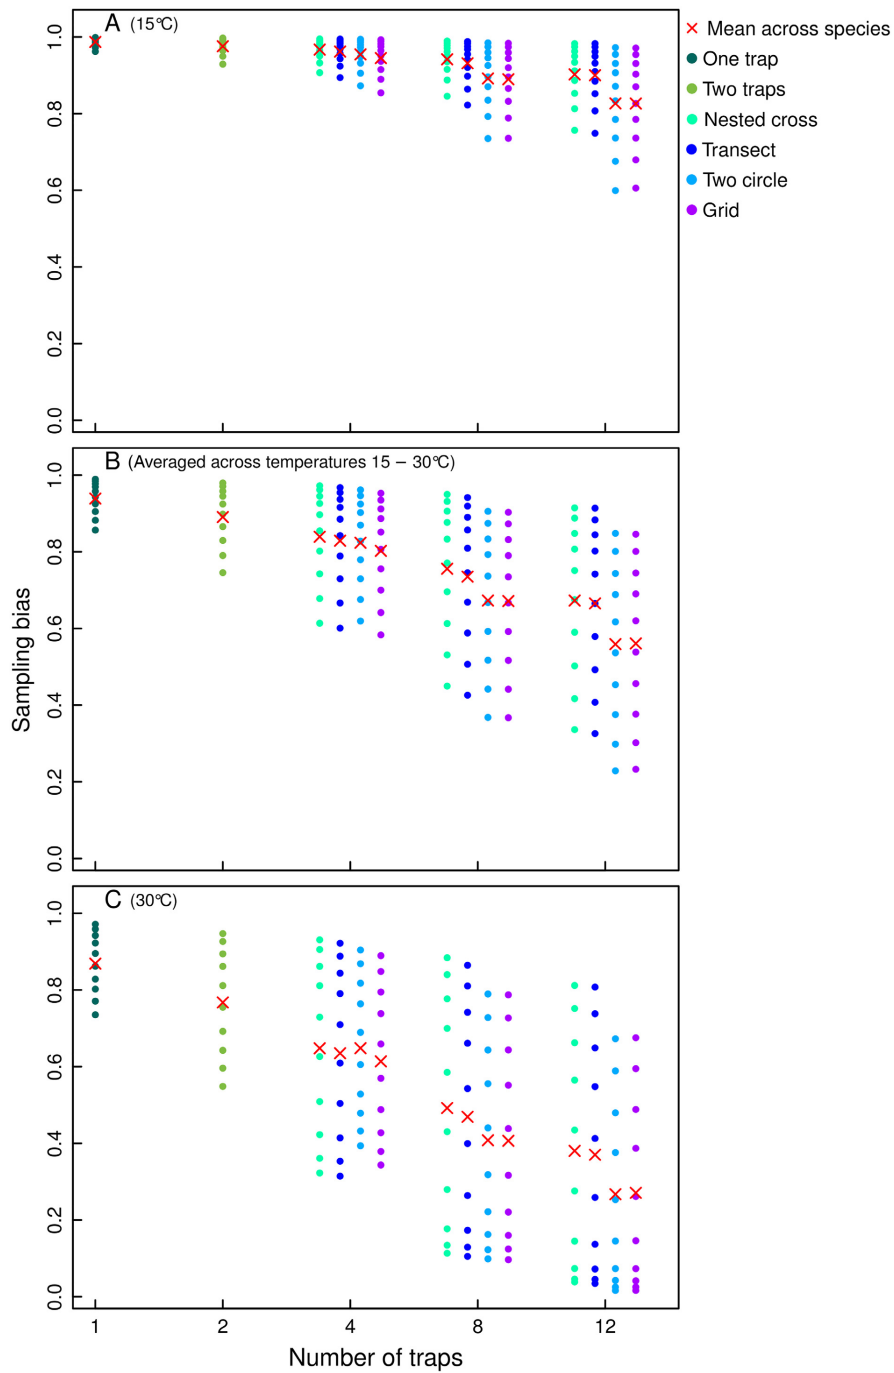 A (15°C)
Mean across species
One trap
Two traps
Nested cross
Transect
Two circle
Grid
1.0
0.8
0.6
0.4
0.2
0.0
B (Averaged across temperatures 15 – 30°C)
1.0
0.8
0.6
0.4
0.2
0.0
Sampling bias
C (30°C)
1.0
0.8
0.6
0.4
0.2
0.0
1 2 4 8 12
Number of traps